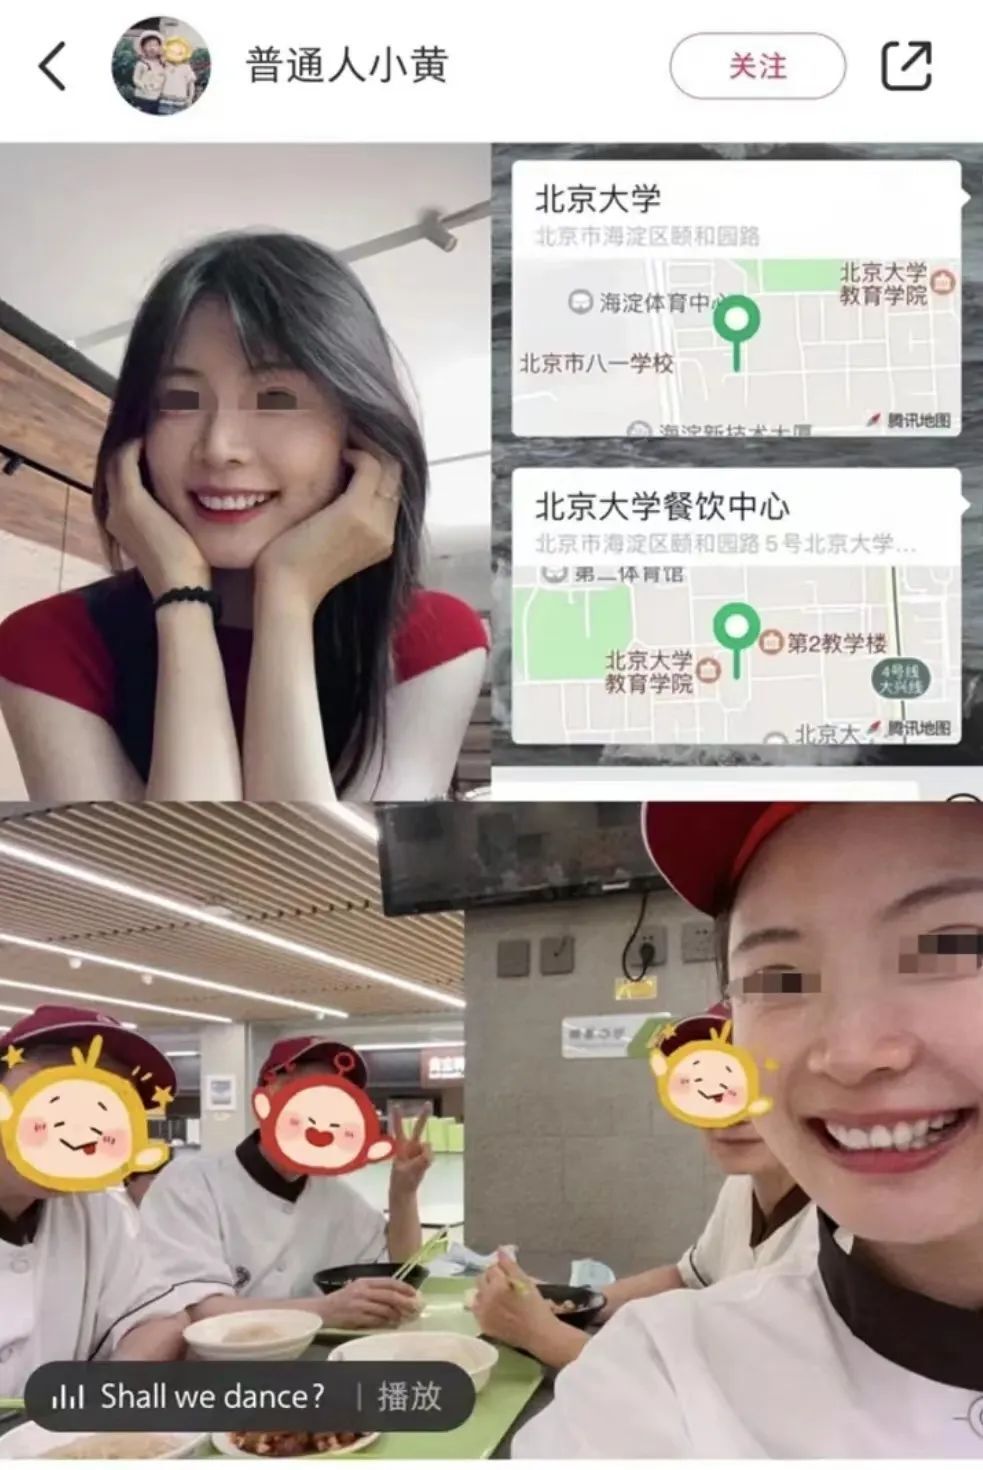 普通人小黄
关注
北京大学
北京市海淀区颐和园路
北京大学
教育学院
海淀体育中心
北京市八一学校
海淀新技术大厦
腾讯地图
北京大学餐饮中心
北京市海淀区颐和园路5号北京大学...
第二体育馆
第2教学楼
北京大学
教育学院
4号线
大兴线
北京大
腾讯地图
Shall we dance? | 播放